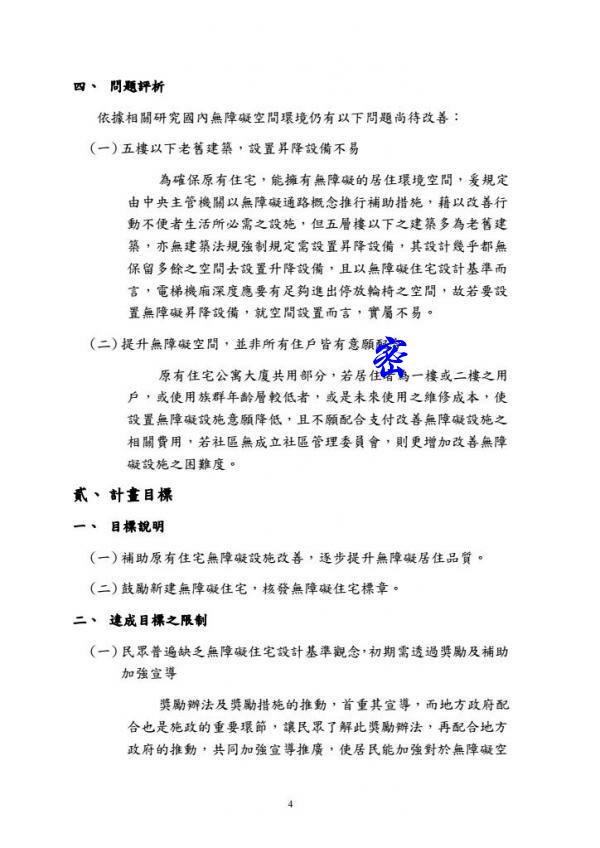 四、 問題評析
依據相關研究國內無障礙空間環境仍有以下問題尚待改善：
（一）五樓以下老舊建築，設置昇降設備不易
為確保原有住宅，能擁有無障礙的居住環境空間，爰規定
由中央主管機關以無障礙通路概念推行補助措施，藉以改善行
動不便者生活所必需之設施，但五層樓以下之建築多為老舊建
築，亦無建築法規強制規定需設置昇降設備，其設計幾乎都無
保留多餘之空間去設置升降設備，且以無障礙住宅設計基準而
言，電梯機廂深度應要有足夠進出停放輪椅之空間，故若要設
置無障礙昇降設備，就空間設置而言，實屬不易。
（二）提升無障礙空間，並非所有住戶皆有意願
密
原有住宅公寓大廈共用部分，若居住者為一樓或二樓之用
戶，或使用族群年齡層較低者，或是未來使用之維修成本，使
設置無障礙設施意願降低，且不願配合支付改善無障礙設施之
相關費用，若社區無成立社區管理委員會，則更增加改善無障
礙設施之困難度。
貳、計畫目標
一、 目標說明
（一）補助原有住宅無障礙設施改善，逐步提升無障礙居住品質。
（二）鼓勵新建無障礙住宅，核發無障礙住宅標章。
二、 達成目標之限制
（一）民眾普遍缺乏無障礙住宅設計基準觀念，初期需透過獎勵及補助
加強宣導
獎勵辦法及獎勵措施的推動，首重其宣導，而地方政府配
合也是施政的重要環節，讓民眾了解此獎勵辦法，再配合地方
政府的推動，共同加強宣導推廣，使居民能加強對於無障礙空
4